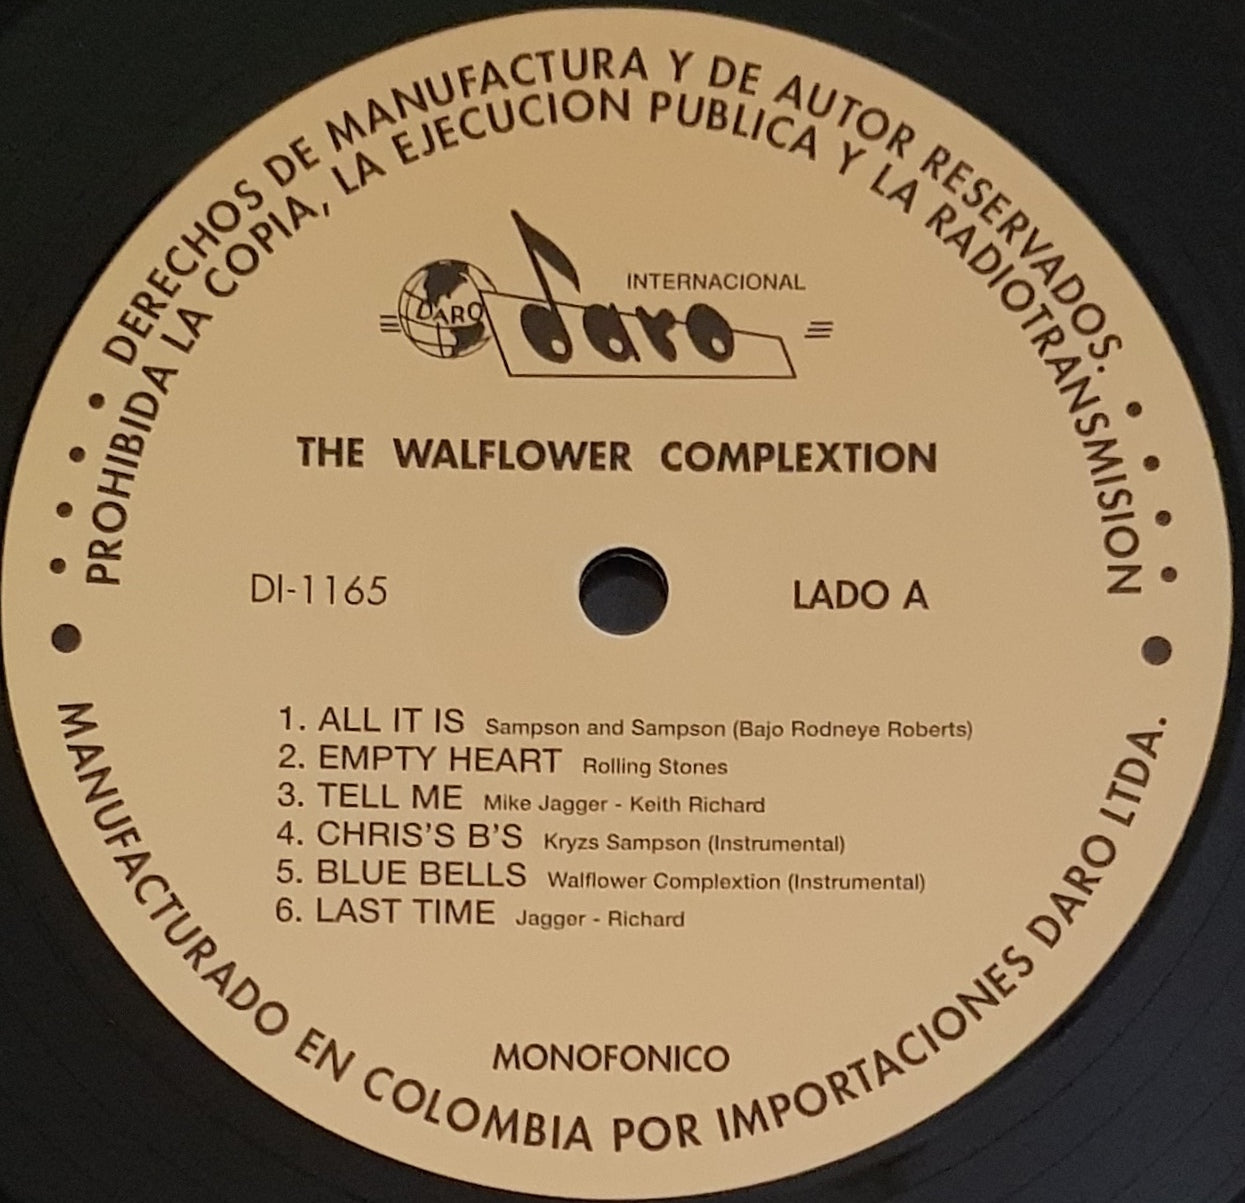 DERECHOS DE MANUFACTURA Y DE AUTOR RESERVADOS.
PROHIBIDA LA COPIA, LA EJECUCION PUBLICA Y LA RADIOTRANSMISION
INTERNACIONAL
DARO
daro
THE WALFLOWER COMPLEXTION
DI-1165
LADO A
1. ALL IT IS Sampson and Sampson (Bajo Rodneye Roberts)
2. EMPTY HEART Rolling Stones
3. TELL ME Mike Jagger - Keith Richard
4. CHRIS'S B'S Kryzs Sampson (Instrumental)
5. BLUE BELLS Walflower Complextion (Instrumental)
6. LAST TIME Jagger - Richard
MONOFONICO
MANUFACTURADO EN COLOMBIA POR IMPORTACIONES DARO LTDA.